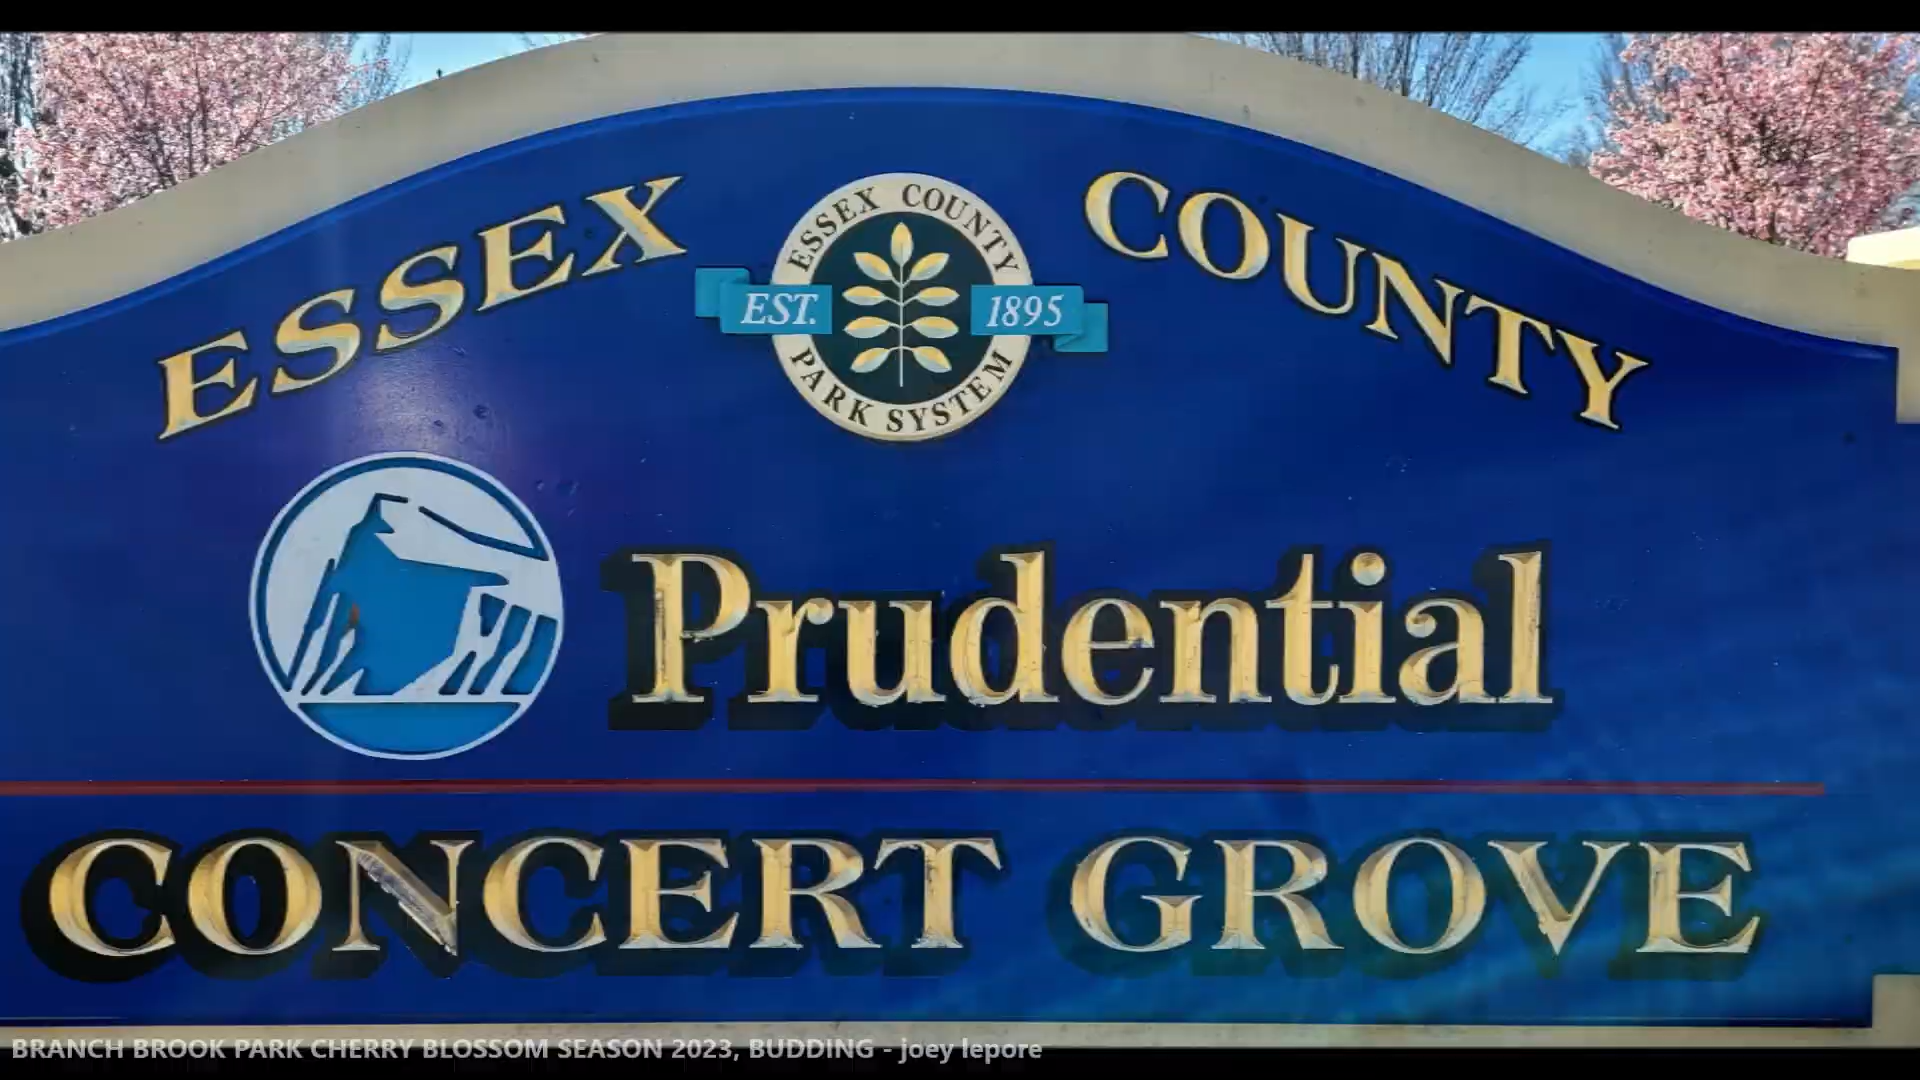 ESSEX COUNTY
ESSEX COUNTY
EST. 1895
PARK SYSTEM
Prudential
CONCERT GROVE
BRANCH BROOK PARK CHERRY BLOSSOM SEASON 2023, BUDDING - joey lepore